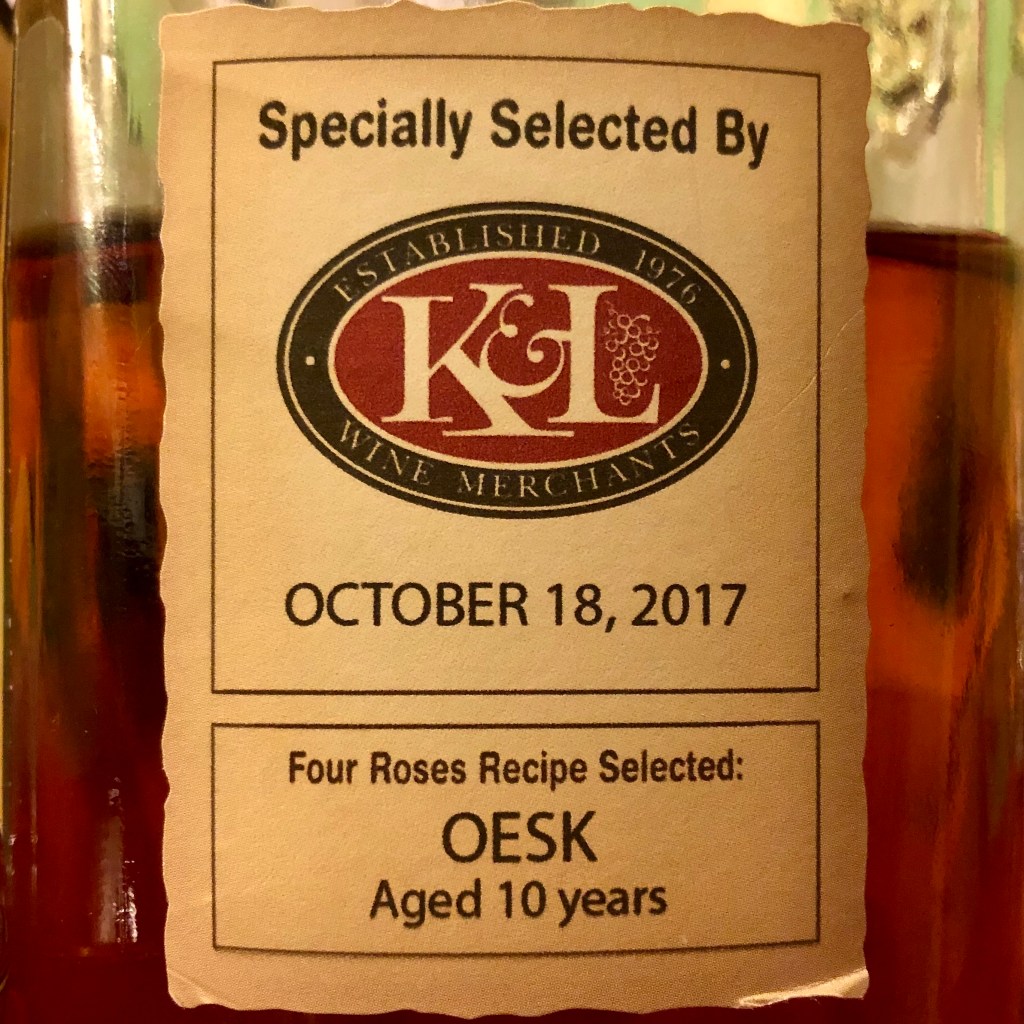 Specially Selected By
ESTABLISHED 1976
K&L
WINE MERCHANTS
OCTOBER 18, 2017
Four Roses Recipe Selected:
OESK
Aged 10 years